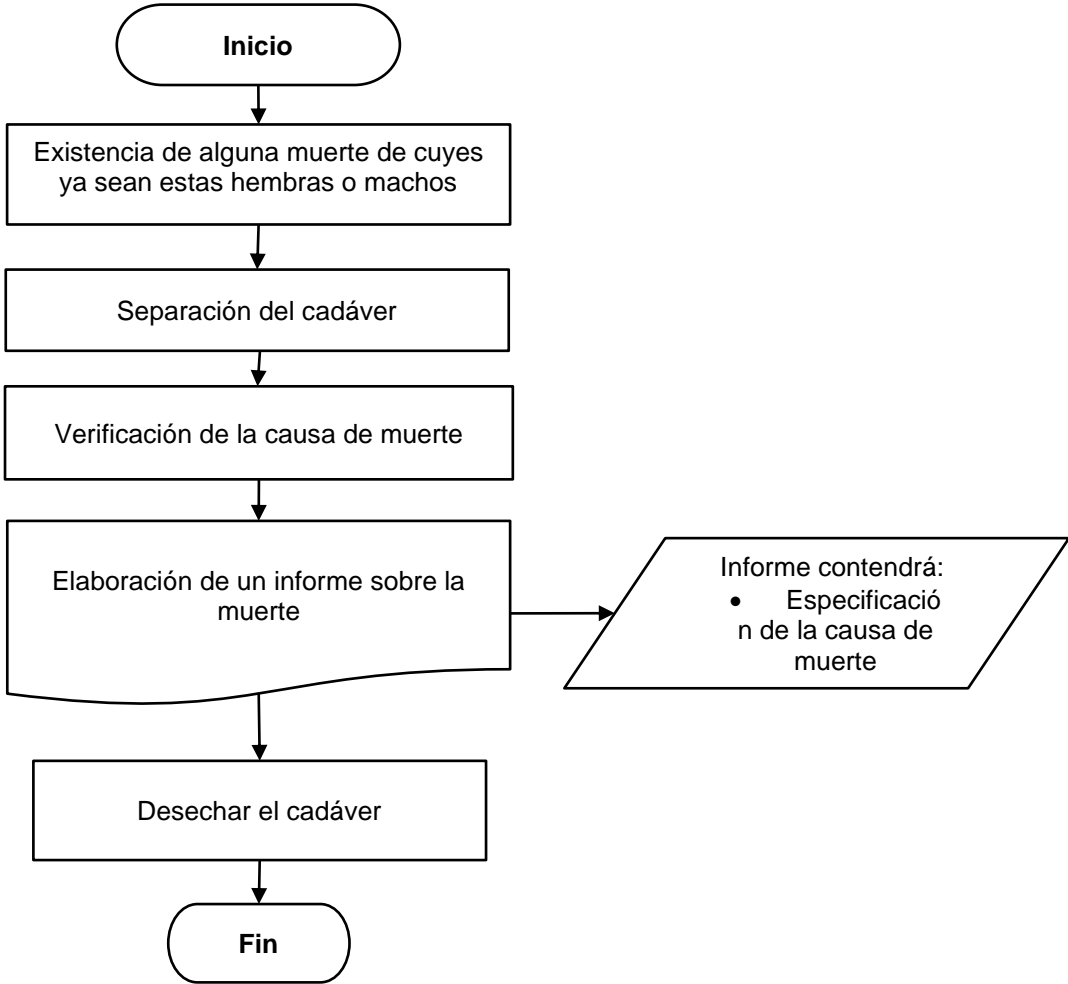 Inicio
Existencia de alguna muerte de cuyes
ya sean estas hembras o machos
Separación del cadáver
Verificación de la causa de muerte
Elaboración de un informe sobre la
muerte
Informe contendrá:
• Especificació
n de la causa de
muerte
Desechar el cadáver
Fin